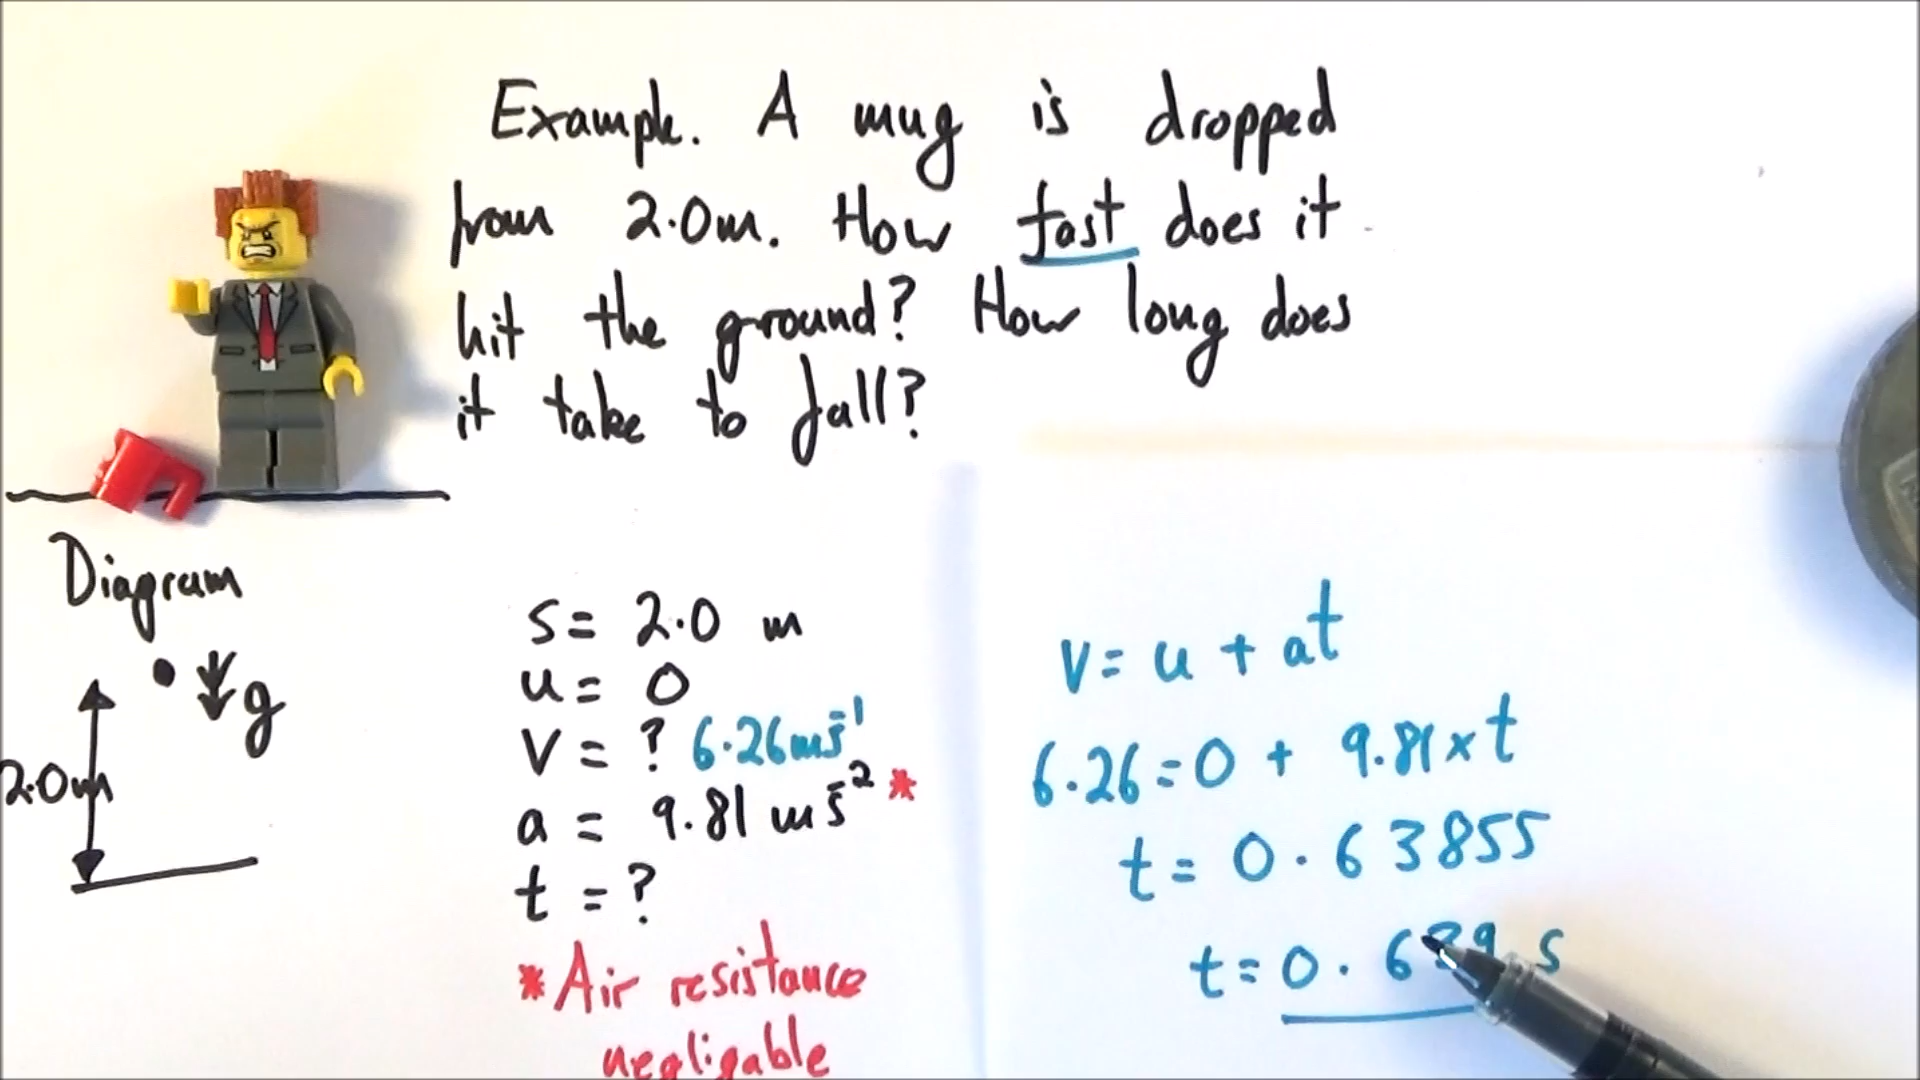 Example. A mug is dropped
from 2.0m. How fast does it
hit the ground? How long does
it take to fall?
Diagram
g
2.0m
s = 2.0 m
u = 0
v = ? 6.26ms⁻¹
a = 9.81 ms⁻² *
t = ?
* Air resistance
negligable
v = u + at
6.26 = 0 + 9.81 x t
t = 0.63855
t = 0.639 s